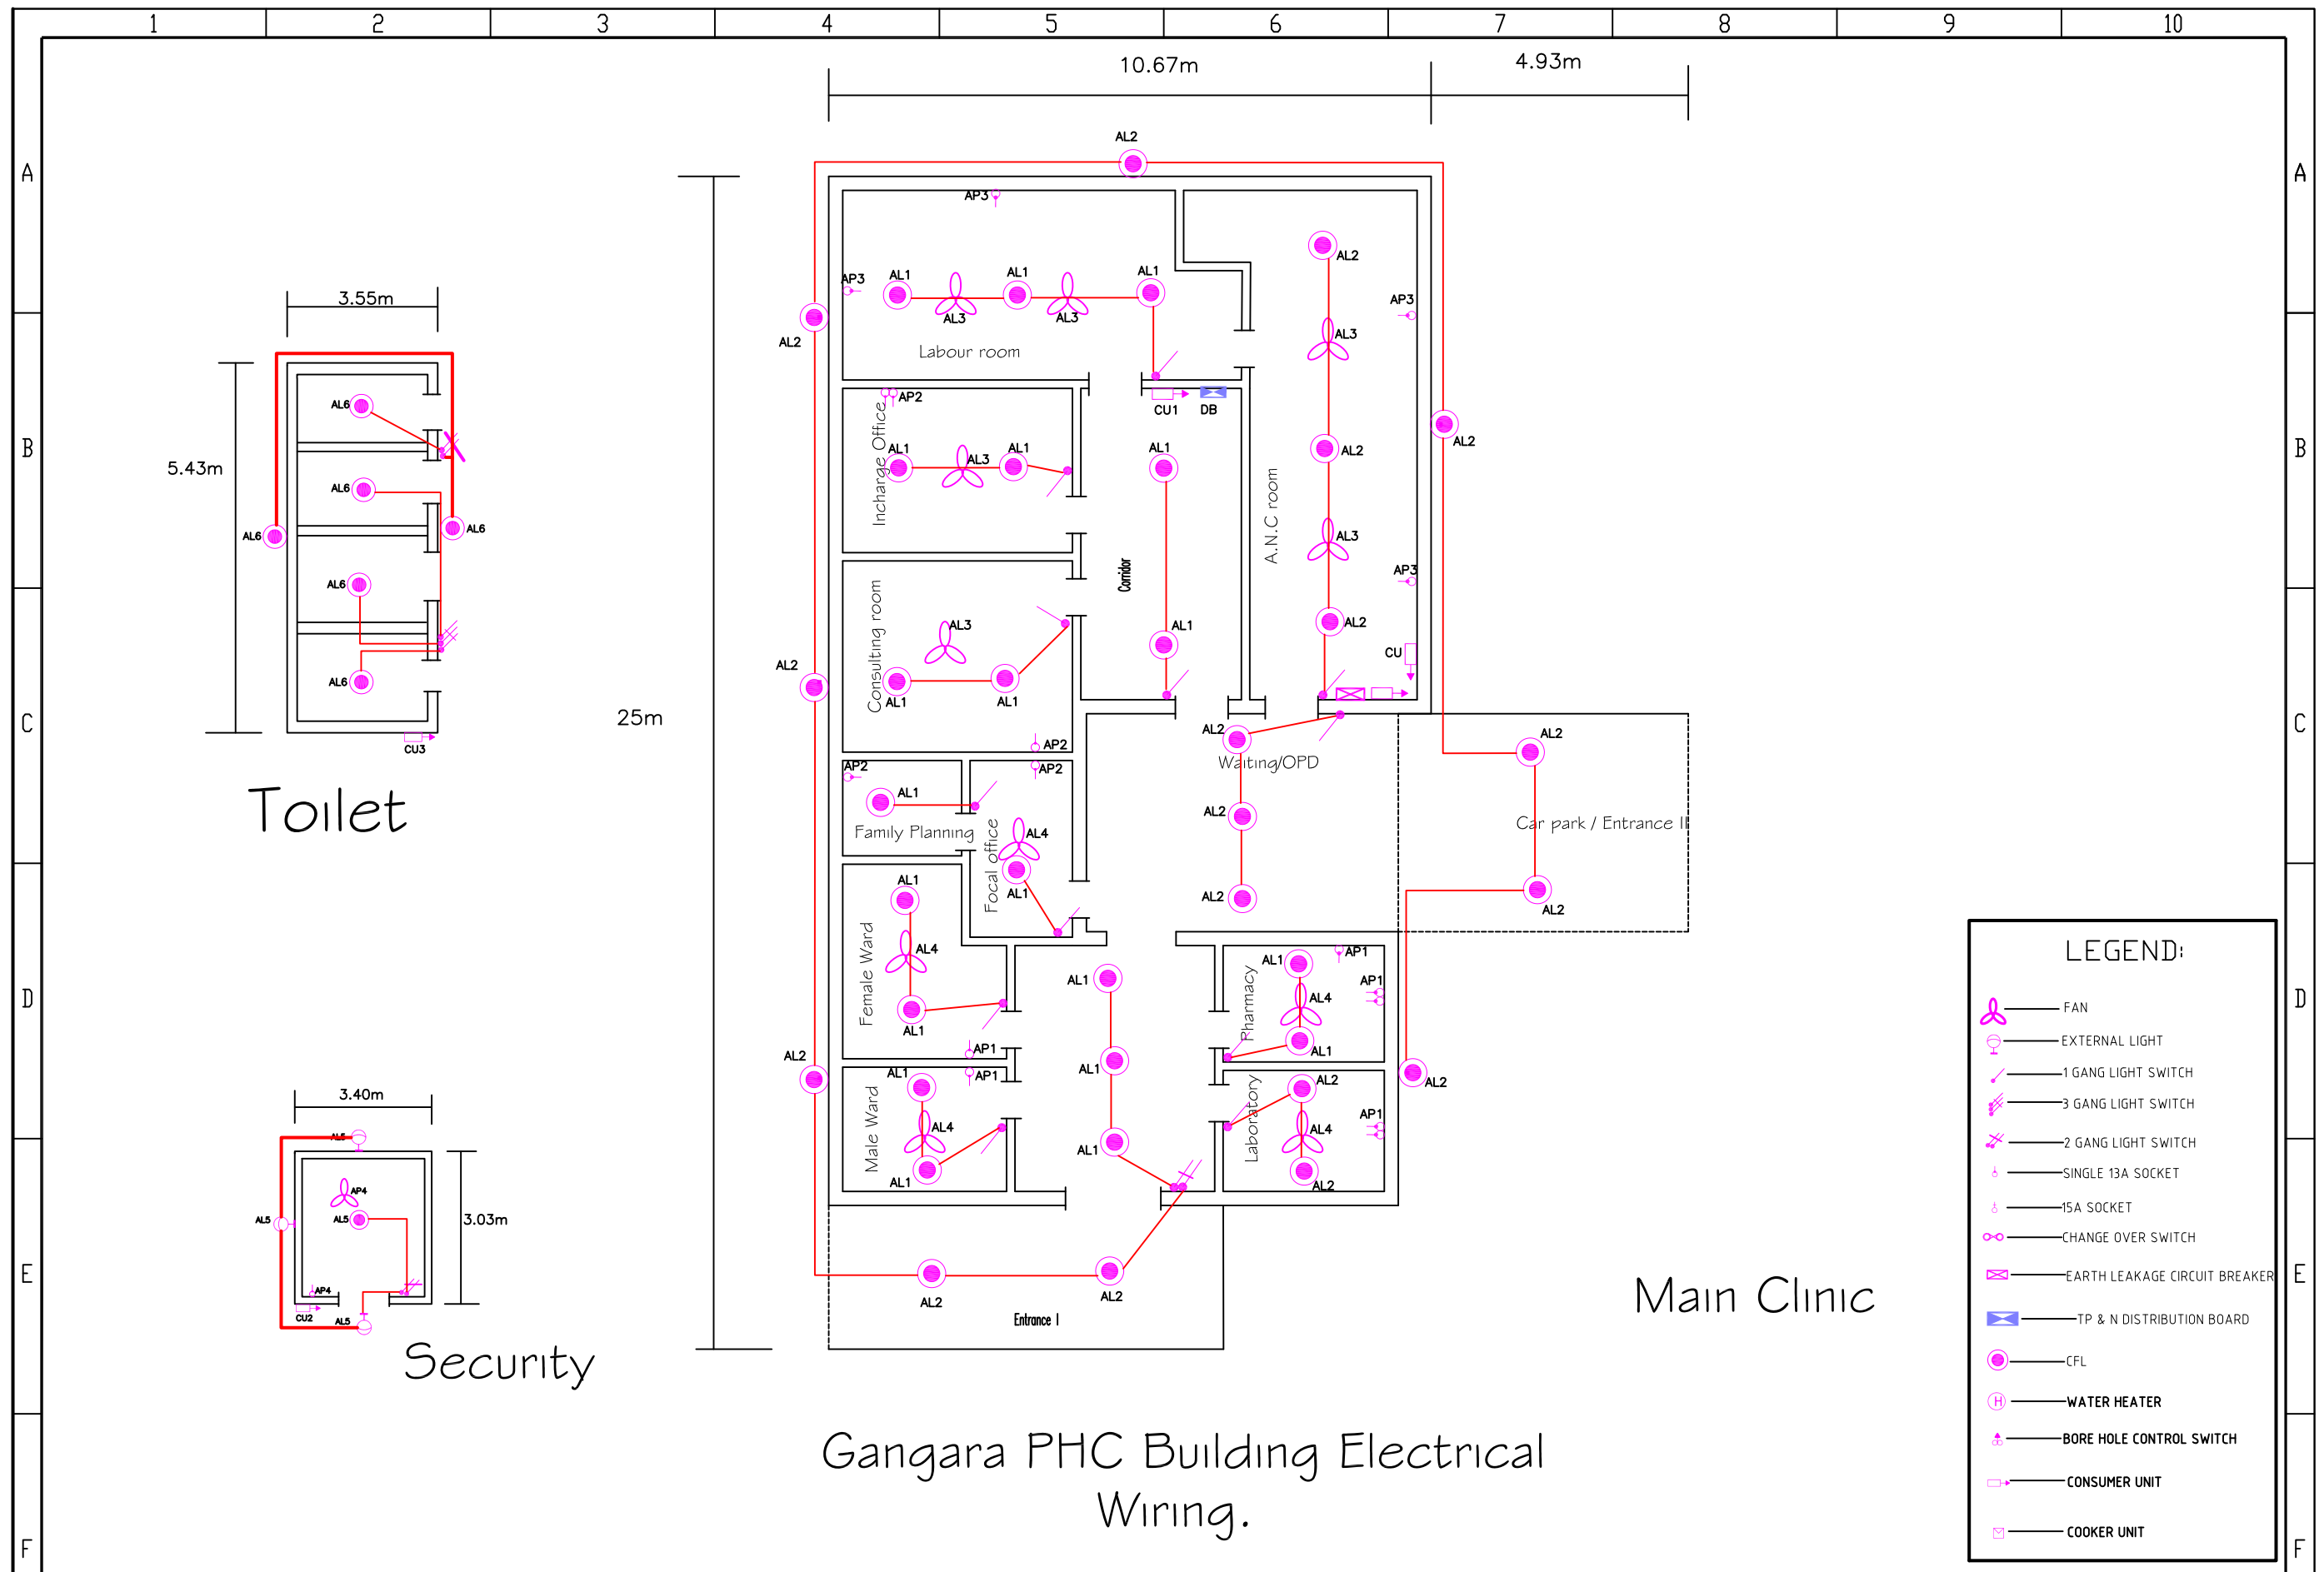 1 2 3 4 5 6 7 8 9 10
10.67m 4.93m
A A
AL2
AP3
AL2
AP3 AL1 AL1 AL1
AP3
3.55m
AL3 AL3
AL3
AL2
Labour room
AL6
AP2
CU1 DB
B B
AL2
Incharge Office
AL1 AL3 AL1 AL1
AL2
5.43m
AL6
A.N.C room
AL6 AL6
AL3
Corridor
AP3
AL6
Consulting room
AL3 AL1 AL2
CU
AL2
AL6
AL1 AL1
25m
C C
CU3
AP2
AL2 AL2
Waiting/OPD
AP2 AP2
Toilet
AL1
AL2
Family Planning
Focal office
AL4
Car park / Entrance II
AL1 AL1
AL2
AL2
Female Ward
AL4
AL1
Pharmacy
AL1
AP1
AP1
AL4
D D
AL1
AP1
AL1
AL2
AP1
AL1
AL1
AL2
AL2
3.40m
Male Ward
AL4
Laboratory
AP1
AL4
AL5
AL1
AL1
AL2
AP4
AL5 AL5
3.03m
E E
AP4
CU2 AL5
AL2 AL2
Entrance I
Main Clinic
Security
Gangara PHC Building Electrical
Wiring.
F F
LEGEND:
FAN
EXTERNAL LIGHT
1 GANG LIGHT SWITCH
3 GANG LIGHT SWITCH
2 GANG LIGHT SWITCH
SINGLE 13A SOCKET
15A SOCKET
CHANGE OVER SWITCH
EARTH LEAKAGE CIRCUIT BREAKER
TP & N DISTRIBUTION BOARD
CFL
H WATER HEATER
BORE HOLE CONTROL SWITCH
CONSUMER UNIT
COOKER UNIT